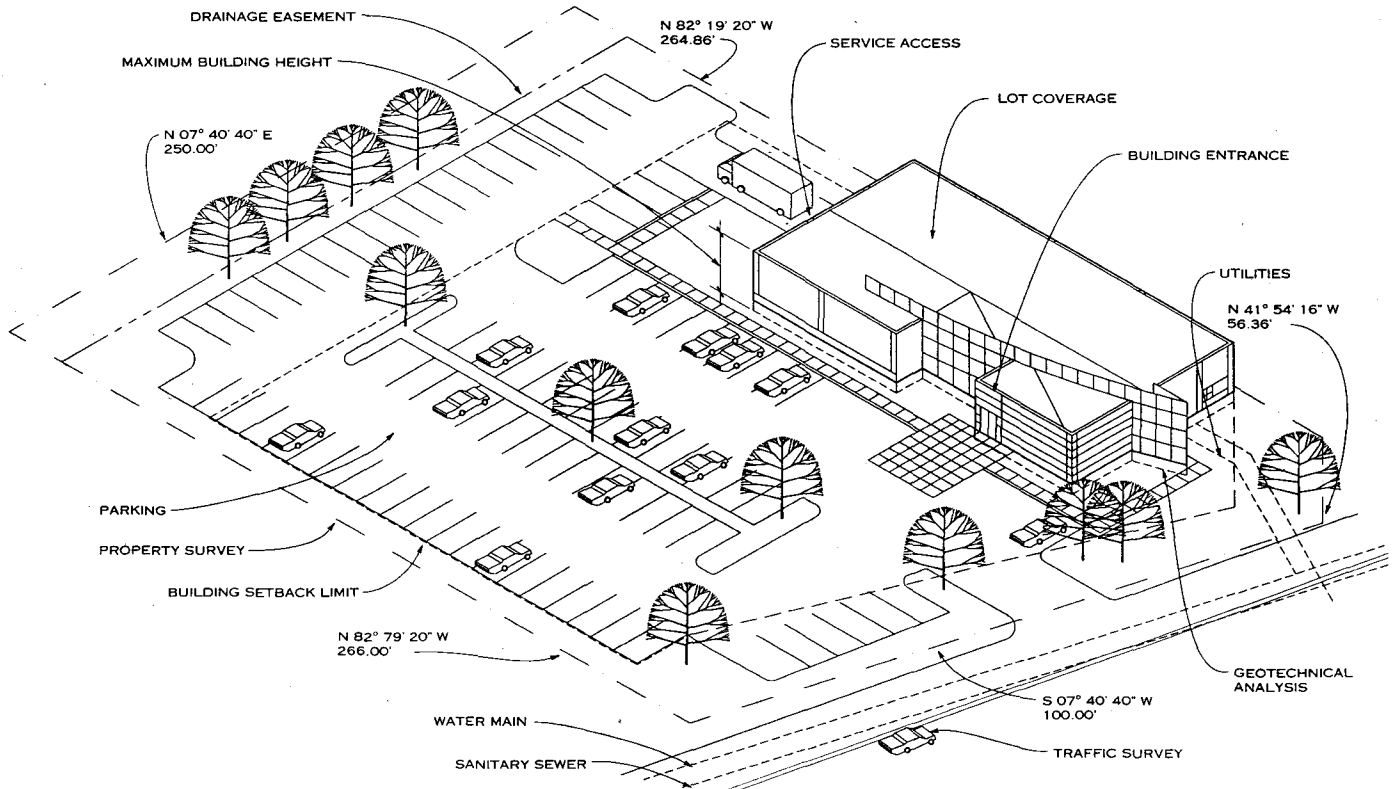 DRAINAGE EASEMENT
N 82° 19' 20" W
264.86'
SERVICE ACCESS
MAXIMUM BUILDING HEIGHT
LOT COVERAGE
N 07° 40' 40" E
250.00'
BUILDING ENTRANCE
UTILITIES
N 41° 54' 16" W
56.36'
PARKING
PROPERTY SURVEY
BUILDING SETBACK LIMIT
N 82° 79' 20" W
266.00'
GEOTECHNICAL
ANALYSIS
S 07° 40' 40" W
100.00'
WATER MAIN
TRAFFIC SURVEY
SANITARY SEWER